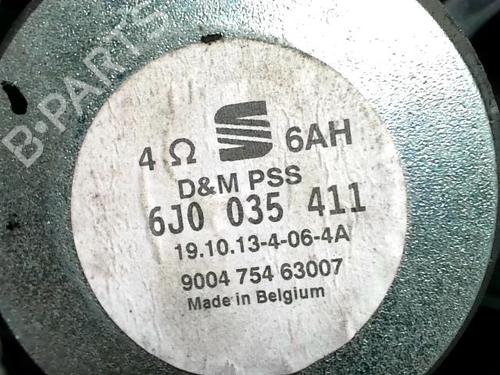 B-PARTS
4 Ω 6AH
D&M PSS
6J0 035 411
19.10.13-4-06-4A
9004 754 63007
Made in Belgium